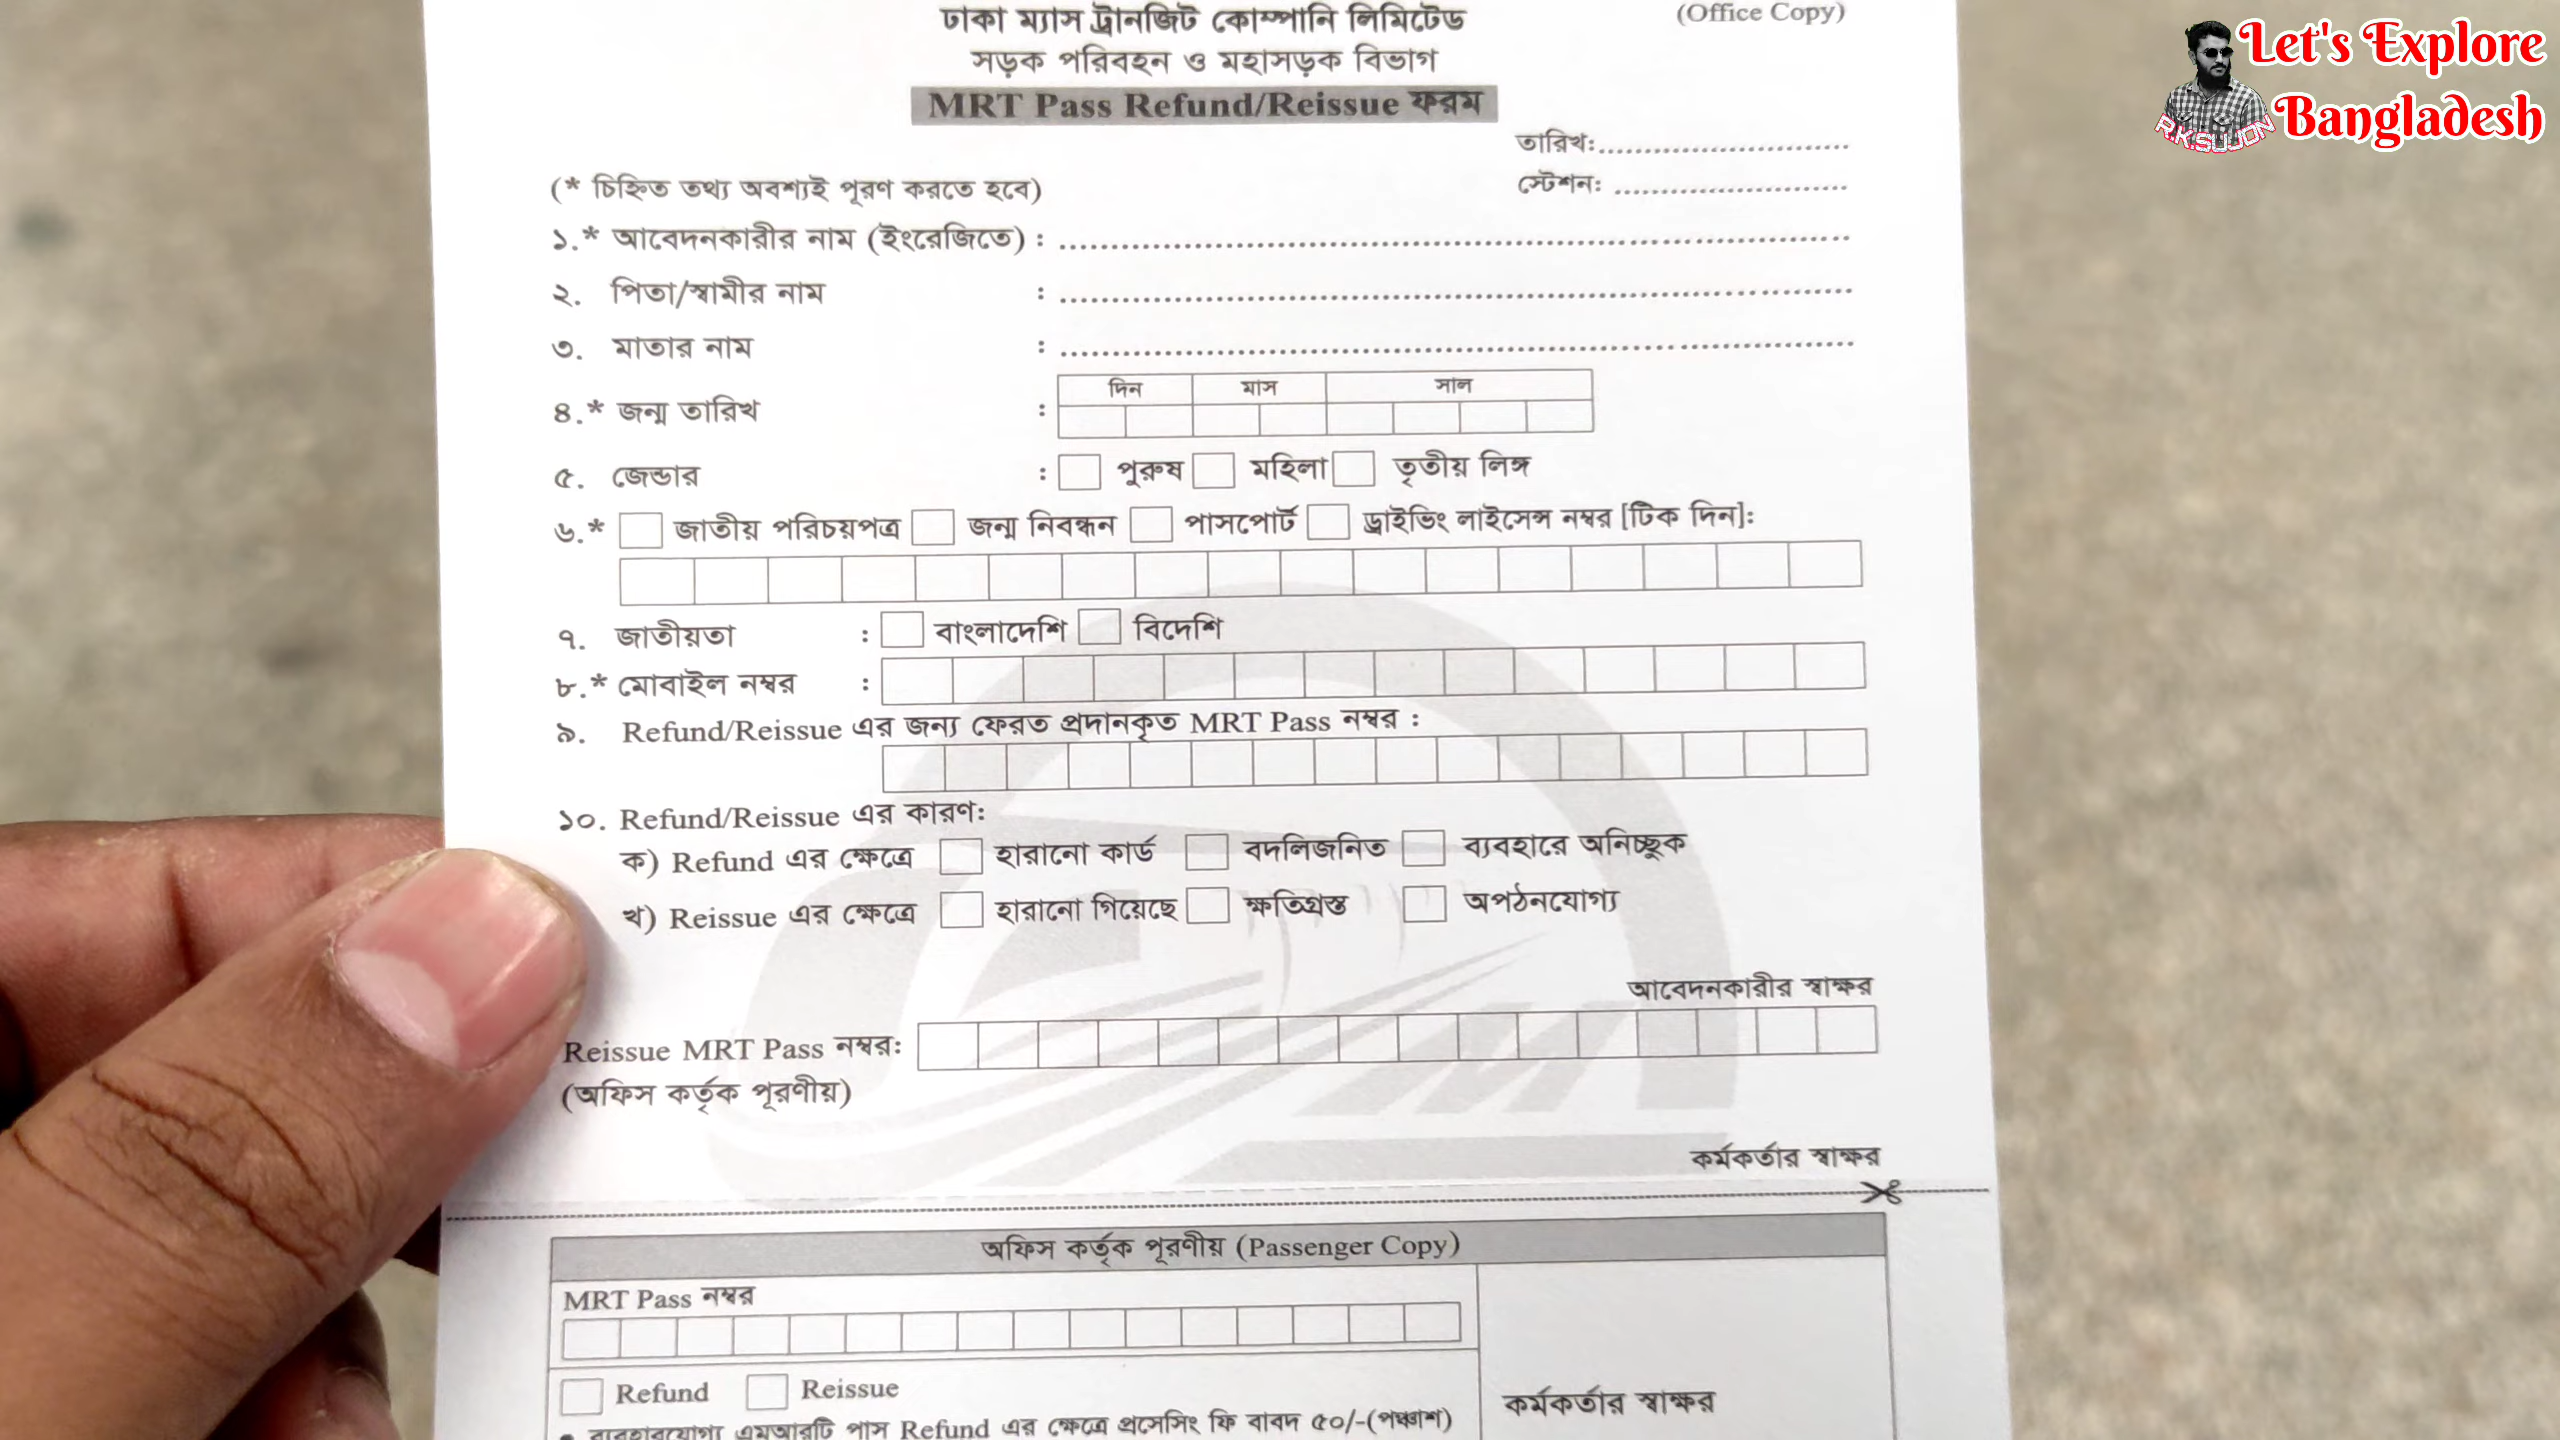 ঢাকা ম্যাস ট্রানজিট কোম্পানি লিমিটেড
(Office Copy)
সড়ক পরিবহন ও মহাসড়ক বিভাগ
MRT Pass Refund/Reissue ফরম
Let's Explore
Bangladesh
R.K.SUJON
তারিখঃ
স্টেশনঃ
(* চিহ্নিত তথ্য অবশ্যই পূরণ করতে হবে)
১.* আবেদনকারীর নাম (ইংরেজিতে) :
২. পিতা/স্বামীর নাম :
৩. মাতার নাম :
দিন মাস সাল
৪.* জন্ম তারিখ :
৫. জেন্ডার : পুরুষ মহিলা তৃতীয় লিঙ্গ
৬.* জাতীয় পরিচয়পত্র জন্ম নিবন্ধন পাসপোর্ট ড্রাইভিং লাইসেন্স নম্বর [টিক দিন]:
৭. জাতীয়তা : বাংলাদেশি বিদেশি
৮.* মোবাইল নম্বর :
৯. Refund/Reissue এর জন্য ফেরত প্রদানকৃত MRT Pass নম্বর :
১০. Refund/Reissue এর কারণ:
ক) Refund এর ক্ষেত্রে হারানো কার্ড বদলিজনিত ব্যবহারে অনিচ্ছুক
খ) Reissue এর ক্ষেত্রে হারানো গিয়েছে ক্ষতিগ্রস্ত অপঠনযোগ্য
আবেদনকারীর স্বাক্ষর
Reissue MRT Pass নম্বর:
(অফিস কর্তৃক পূরণীয়)
কর্মকর্তার স্বাক্ষর
অফিস কর্তৃক পূরণীয় (Passenger Copy)
MRT Pass নম্বর
Refund Reissue
কর্মকর্তার স্বাক্ষর
• ব্যবহারযোগ্য এমআরটি পাস Refund এর ক্ষেত্রে প্রসেসিং ফি বাবদ ৫০/-(পঞ্চাশ)